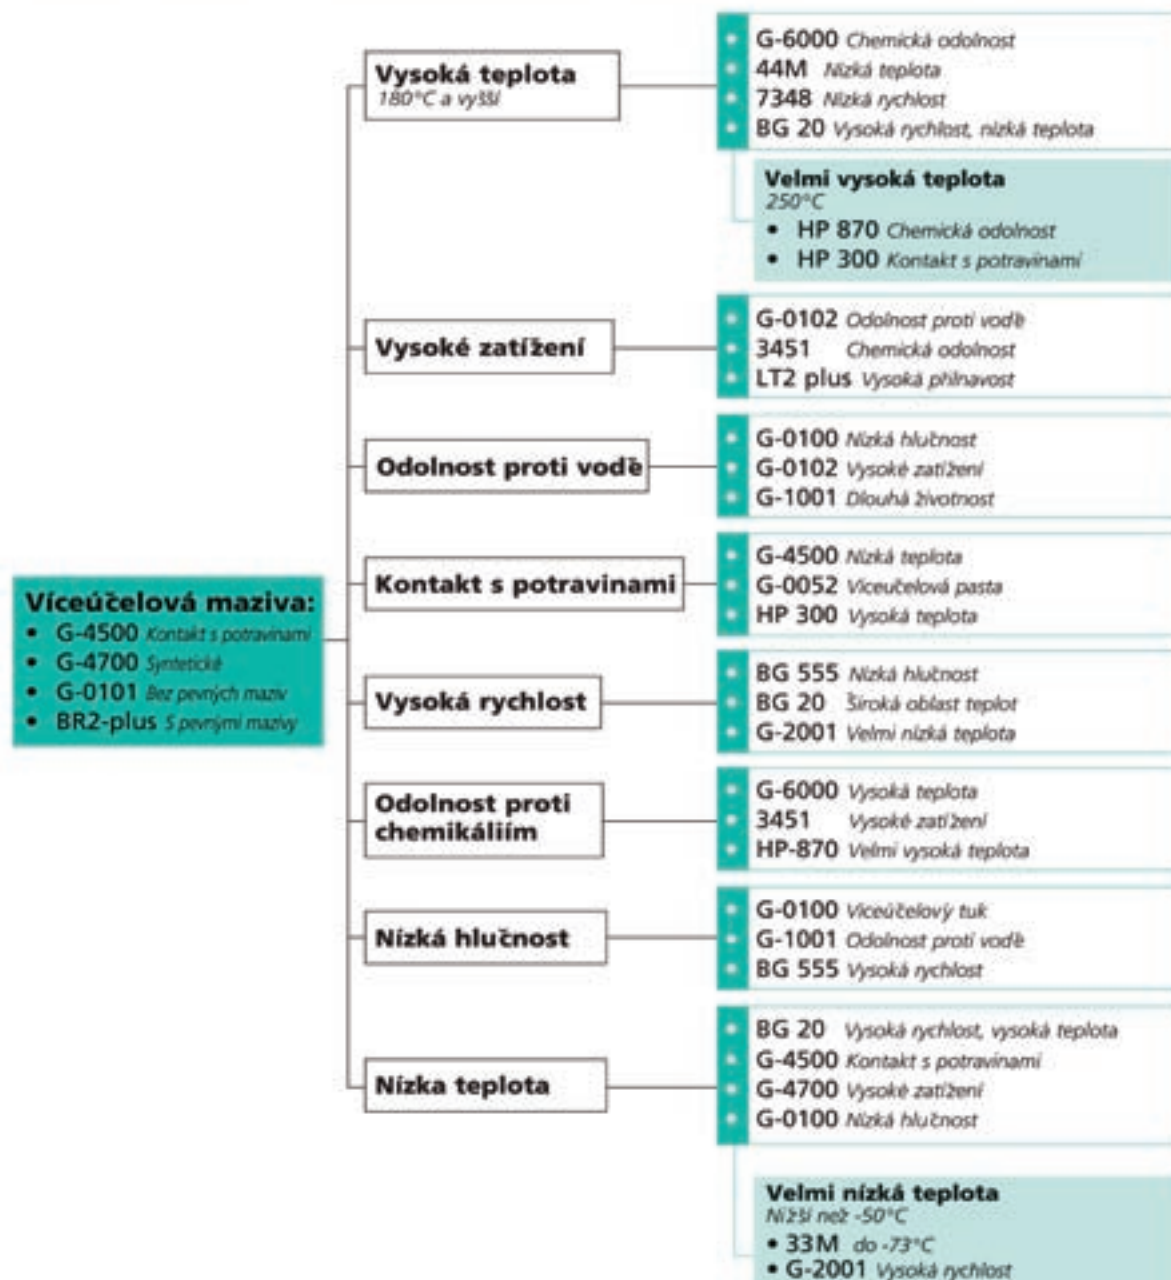 Víceúčelová maziva:
• G-4500 Kontakt s potravinami
• G-4700 Syntetické
• G-0101 Bez pevných maziv
• BR2-plus S pevnými mazivy
Vysoká teplota
180°C a vyšší
G-6000 Chemická odolnost
44M Nízká teplota
7348 Nízká rychlost
BG 20 Vysoká rychlost, nízká teplota
Velmi vysoká teplota
250°C
• HP 870 Chemická odolnost
• HP 300 Kontakt s potravinami
Vysoké zatížení
G-0102 Odolnost proti vodě
3451 Chemická odolnost
LT2 plus Vysoká přilnavost
Odolnost proti vodě
G-0100 Nízká hlučnost
G-0102 Vysoké zatížení
G-1001 Dlouhá životnost
Kontakt s potravinami
G-4500 Nízká teplota
G-0052 Víceučelová pasta
HP 300 Vysoká teplota
Vysoká rychlost
BG 555 Nízká hlučnost
BG 20 Široká oblast teplot
G-2001 Velmi nízká teplota
Odolnost proti
chemikáliím
G-6000 Vysoká teplota
3451 Vysoké zatížení
HP-870 Velmi vysoká teplota
Nízká hlučnost
G-0100 Víceúčelový tuk
G-1001 Odolnost proti vodě
BG 555 Vysoká rychlost
Nízka teplota
BG 20 Vysoká rychlost, vysoká teplota
G-4500 Kontakt s potravinami
G-4700 Vysoké zatížení
G-0100 Nízká hlučnost
Velmi nízká teplota
Nižší než -50°C
• 33M do -73°C
• G-2001 Vysoká rychlost